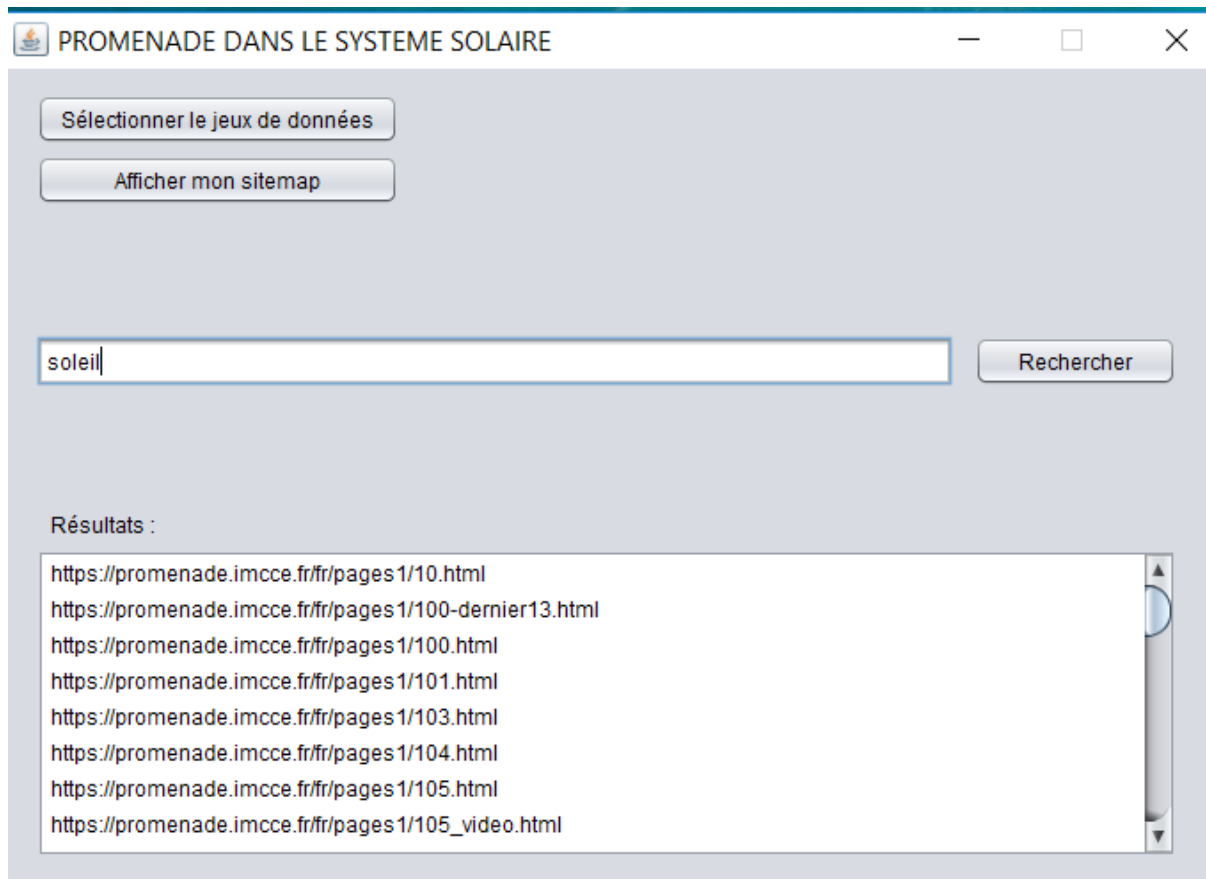 PROMENADE DANS LE SYSTEME SOLAIRE
Sélectionner le jeux de données
Afficher mon sitemap
soleil
Rechercher
Résultats :
https://promenade.imcce.fr/fr/pages1/10.html
https://promenade.imcce.fr/fr/pages1/100-dernier13.html
https://promenade.imcce.fr/fr/pages1/100.html
https://promenade.imcce.fr/fr/pages1/101.html
https://promenade.imcce.fr/fr/pages1/103.html
https://promenade.imcce.fr/fr/pages1/104.html
https://promenade.imcce.fr/fr/pages1/105.html
https://promenade.imcce.fr/fr/pages1/105_video.html